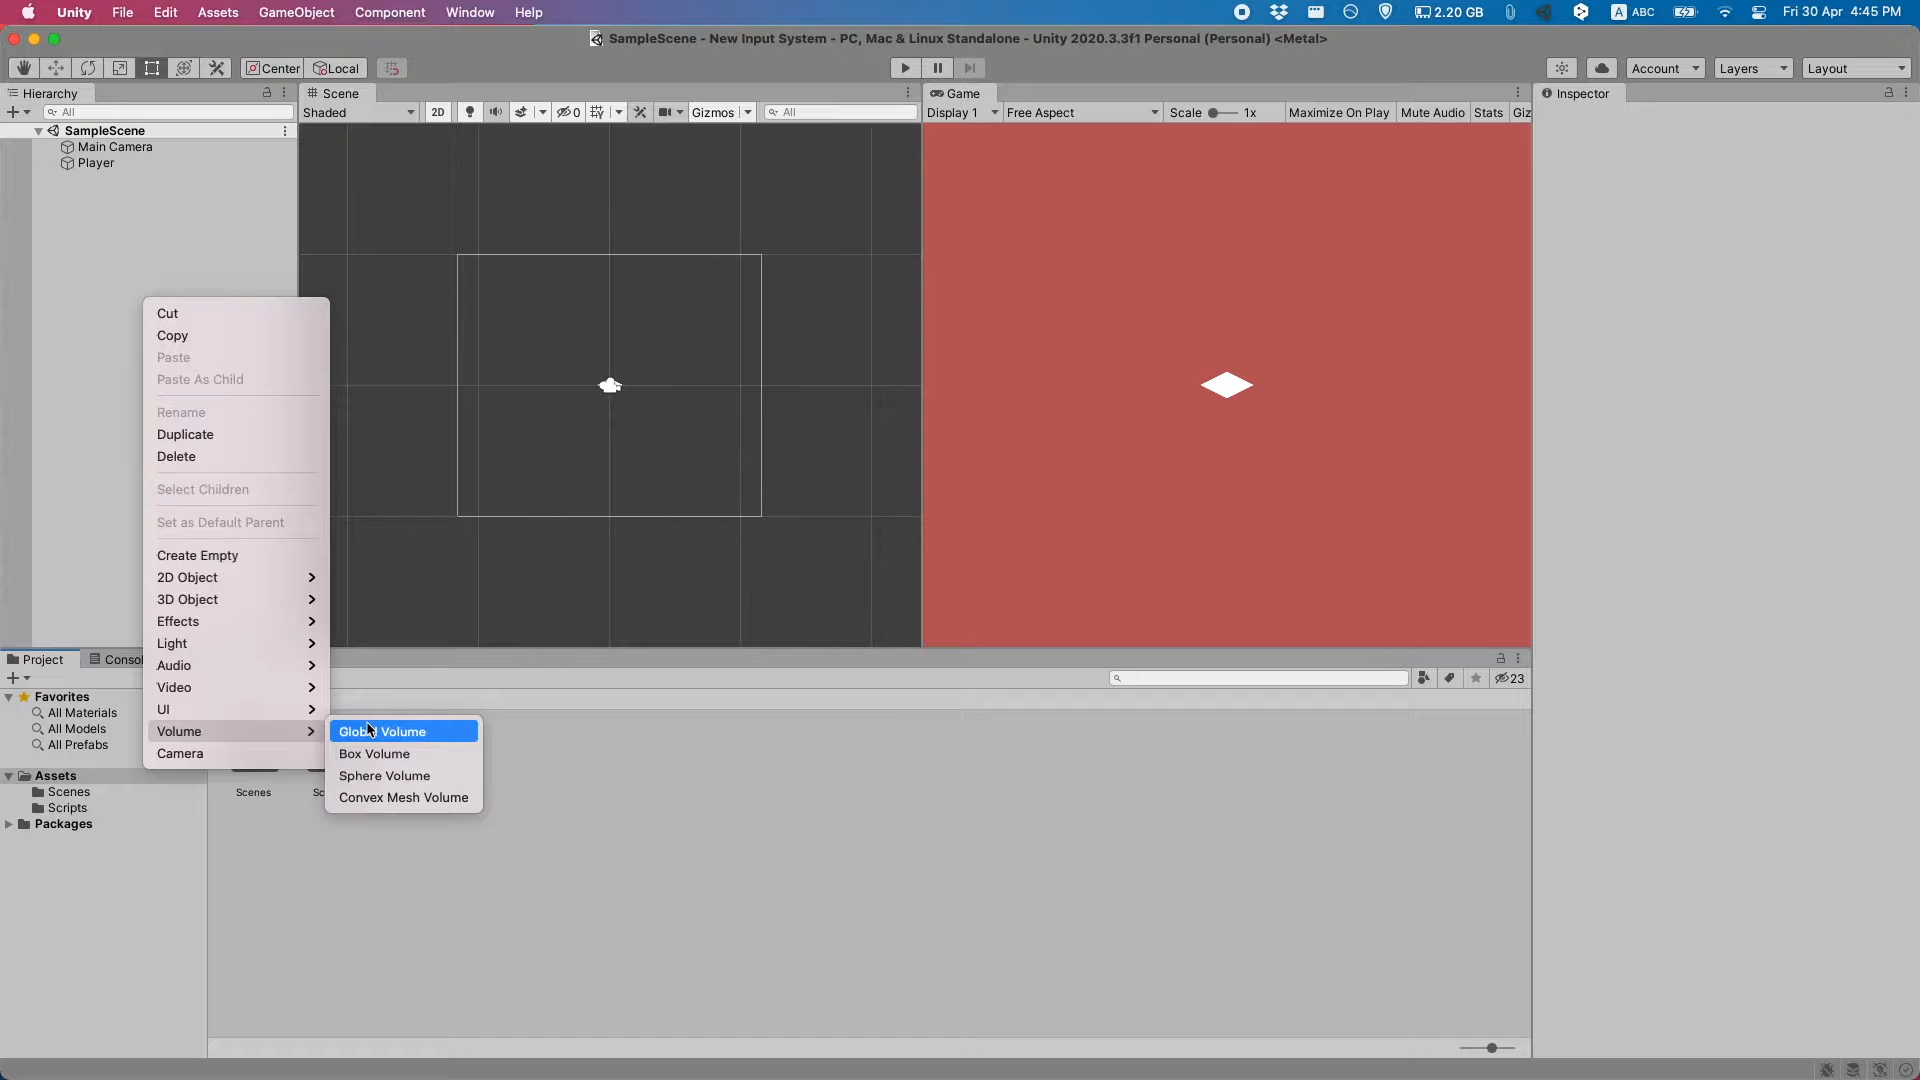 Unity File Edit Assets GameObject Component Window Help 2.20 GB A ABC Fri 30 Apr 4:45 PM
SampleScene - New Input System - PC, Mac & Linux Standalone - Unity 2020.3.3f1 Personal (Personal) <Metal>
Center Local Account Layers Layout
Hierarchy Scene Game Inspector
All Shaded 2D 0 Gizmos All Display 1 Free Aspect Scale 1x Maximize On Play Mute Audio Stats Giz
SampleScene
Main Camera
Player
Cut
Copy
Paste
Paste As Child
Rename
Duplicate
Delete
Select Children
Set as Default Parent
Create Empty
2D Object
3D Object
Effects
Light
Audio
Video
UI
Volume
Camera
Global Volume
Box Volume
Sphere Volume
Convex Mesh Volume
Project Consol
23
Favorites
All Materials
All Models
All Prefabs
Assets
Scenes
Scripts
Packages
Scenes Sc